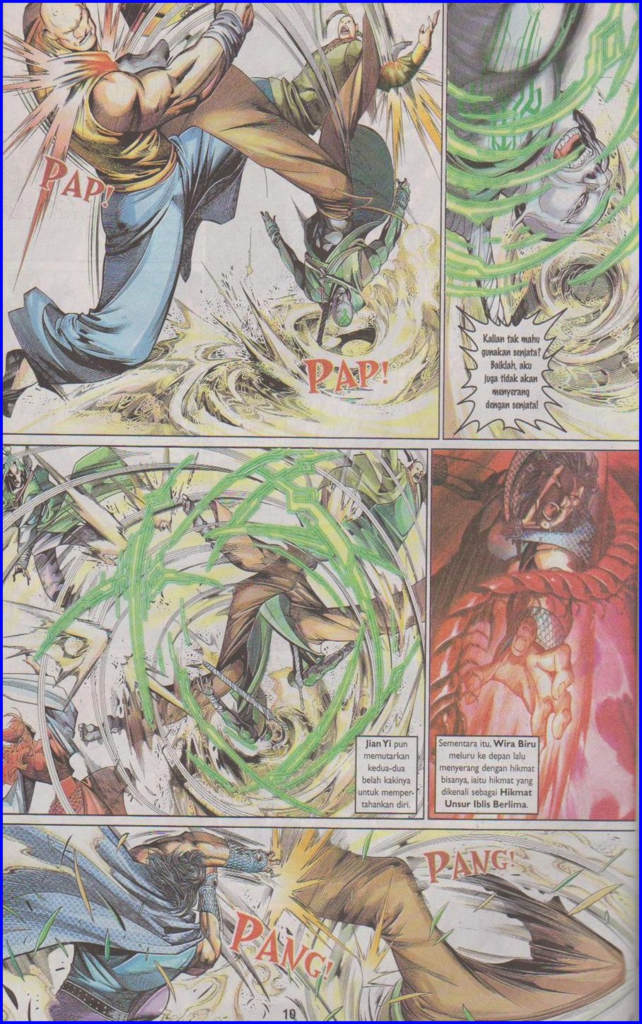 PAP!
PAP!
PAP!
Kalian tak mahu
gunakan senjata?
Baiklah, aku
juga tidak akan
menyerang
dengan senjata!
Jian Yi pun
memutarkan
kedua-dua
belah kakinya
untuk memper-
tahankan diri.
Sementara itu, Wira Biru
meluru ke depan lalu
menyerang dengan hikmat
bisanya, iaitu hikmat yang
dikenali sebagai Hikmat
Unsur Iblis Berlima.
PANG!
PANG!
10